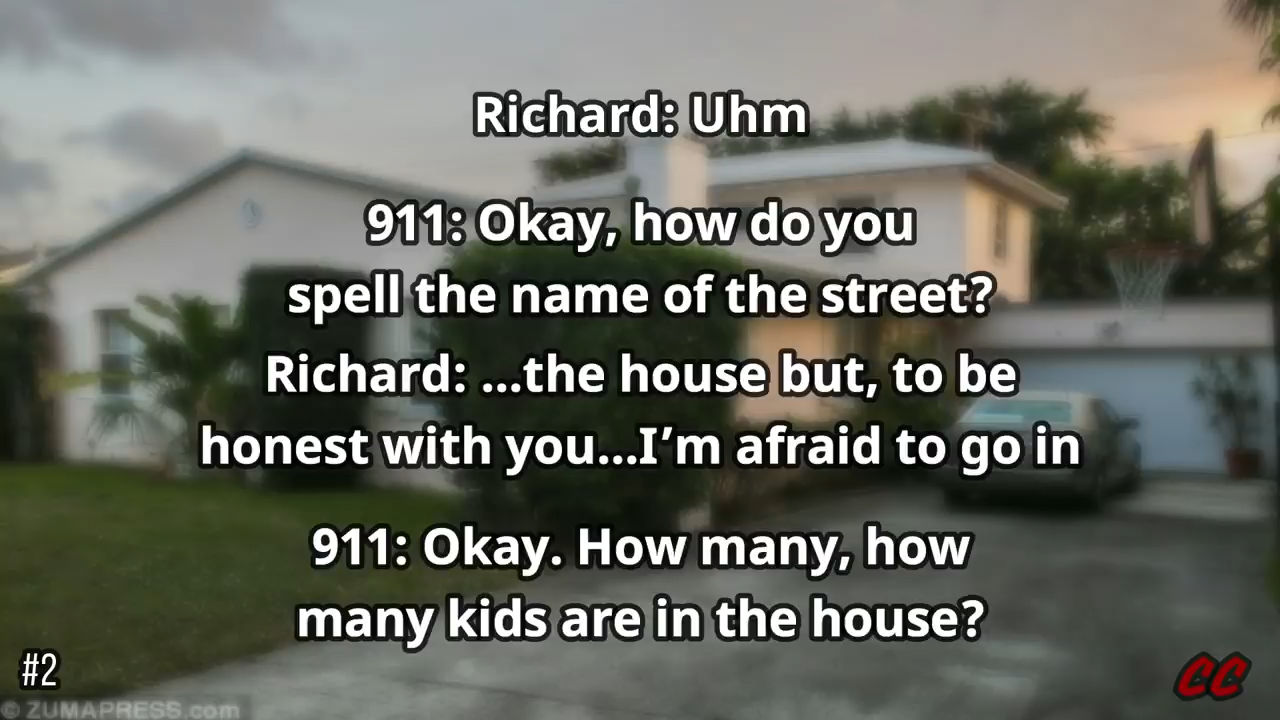 Richard: Uhm
911: Okay, how do you
spell the name of the street?
Richard: ...the house but, to be
honest with you...I’m afraid to go in
911: Okay. How many, how
many kids are in the house?
#2
CC
© ZUMAPRESS.com